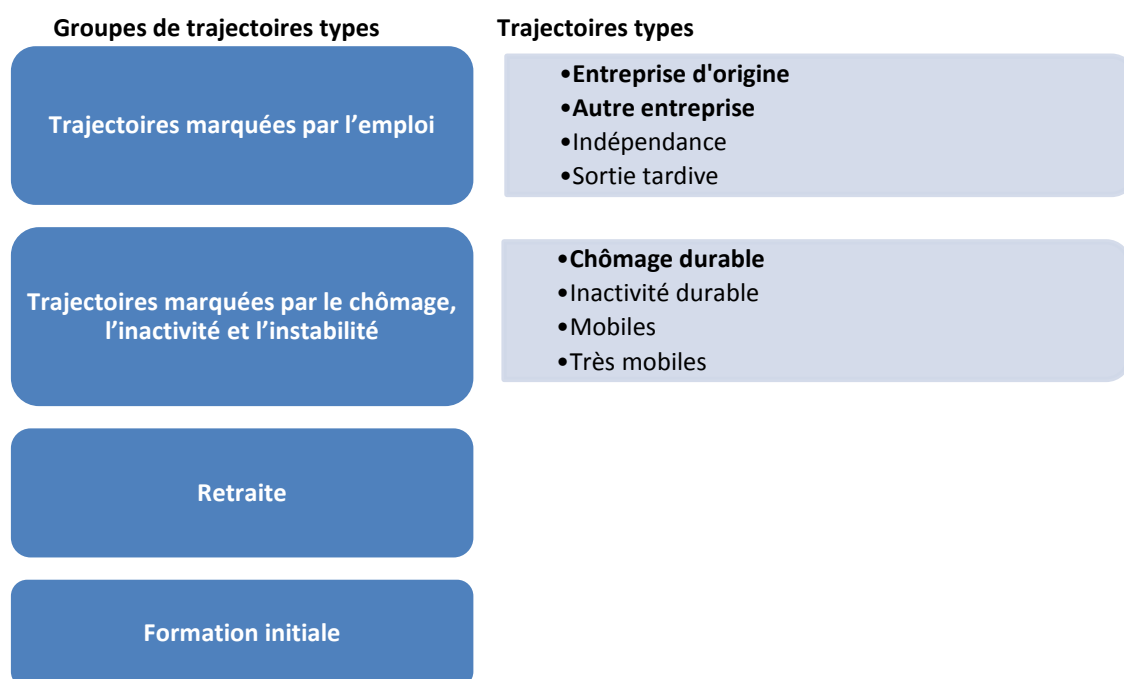 Groupes de trajectoires types
Trajectoires types
Trajectoires marquées par l’emploi
•Entreprise d'origine
•Autre entreprise
•Indépendance
•Sortie tardive
Trajectoires marquées par le chômage,
l’inactivité et l’instabilité
•Chômage durable
•Inactivité durable
•Mobiles
•Très mobiles
Retraite
Formation initiale